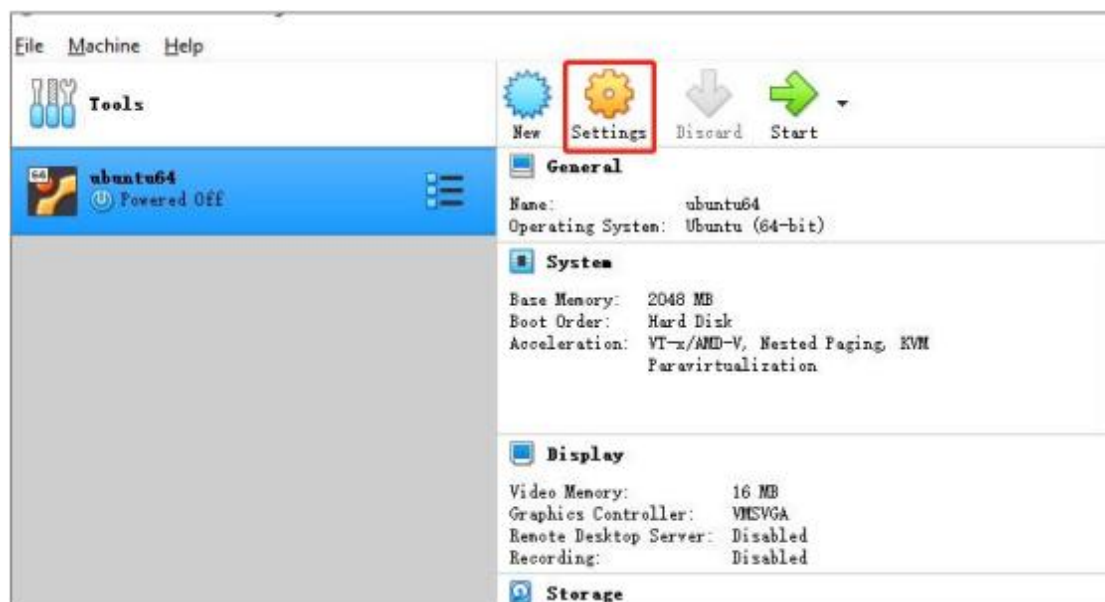 File Machine Help
Tools
New Settings Discard Start
64 ubuntu64
Powered Off
General
Name: ubuntu64
Operating System: Ubuntu (64-bit)
System
Base Memory: 2048 MB
Boot Order: Hard Disk
Acceleration: VT-x/AMD-V, Nested Paging, KVM
Paravirtualization
Display
Video Memory: 16 MB
Graphics Controller: VMSVGA
Remote Desktop Server: Disabled
Recording: Disabled
Storage